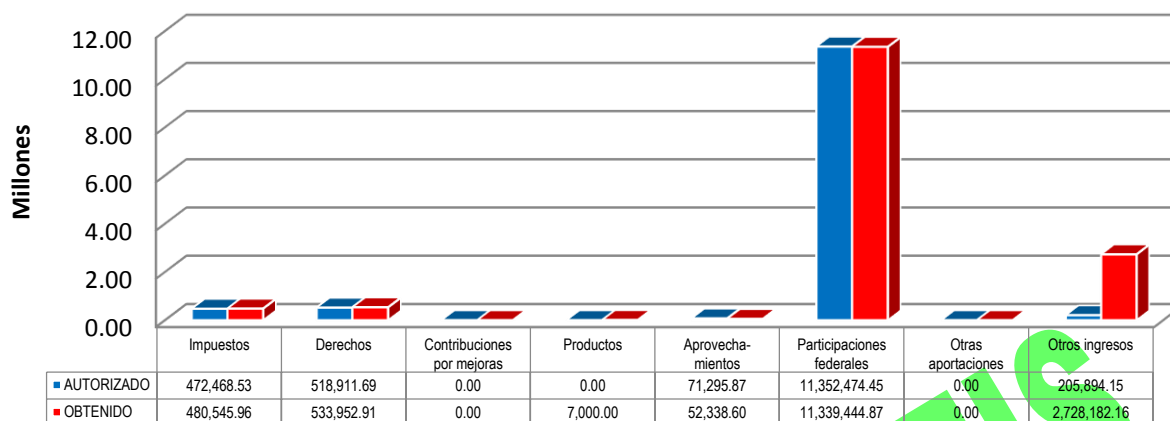 Millones
12.00
10.00
8.00
6.00
4.00
2.00
0.00
Impuestos Derechos Contribuciones por mejoras Productos Aprovecha-mientos Participaciones federales Otras aportaciones Otros ingresos
AUTORIZADO 472,468.53 518,911.69 0.00 0.00 71,295.87 11,352,474.45 0.00 205,894.15
OBTENIDO 480,545.96 533,952.91 0.00 7,000.00 52,338.60 11,339,444.87 0.00 2,728,182.16